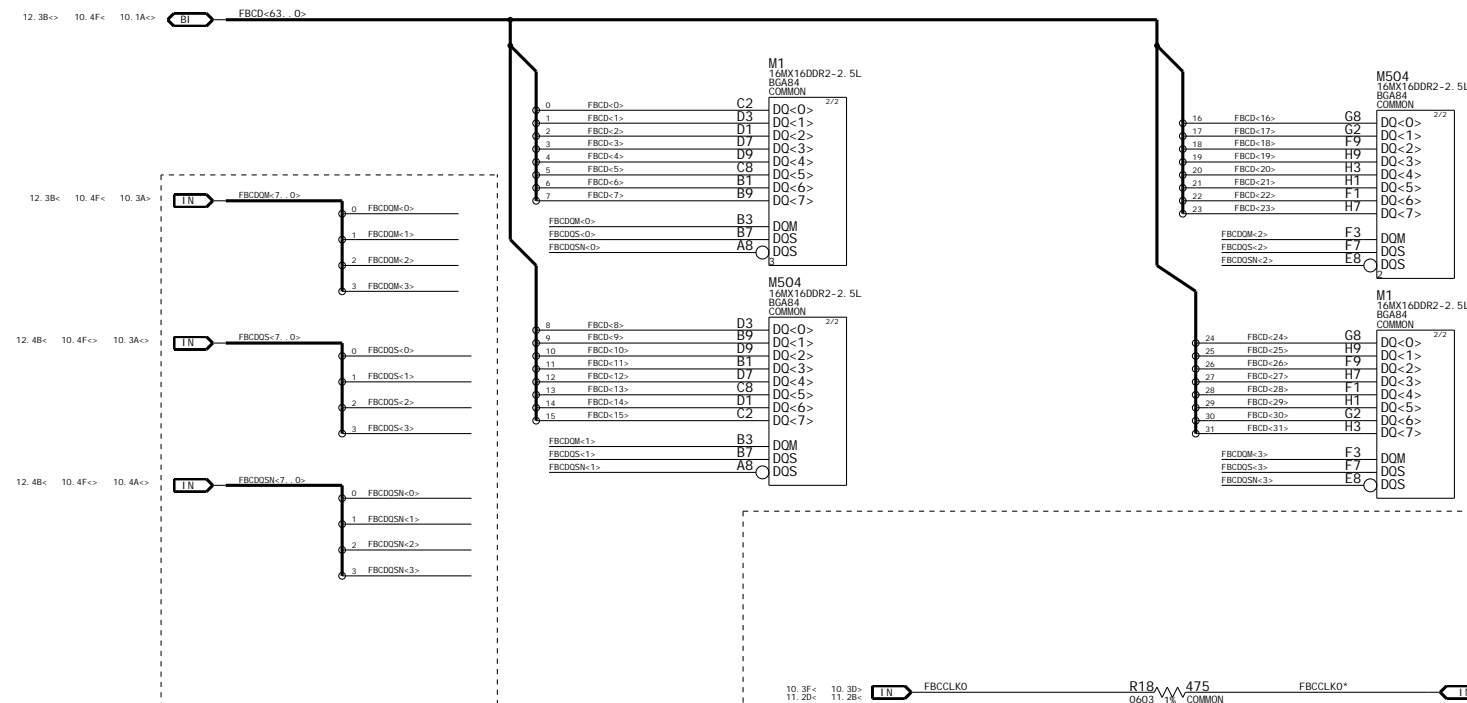 12.3B<> 10.4F< 10.1A<> BI FBCD<63..0>
M1
16MX16DDR2-2.5L
BGA84
COMMON
2/2
0 FBCD<0> C2 DQ<0>
1 FBCD<1> D3 DQ<1>
2 FBCD<2> D1 DQ<2>
3 FBCD<3> D7 DQ<3>
4 FBCD<4> D9 DQ<4>
5 FBCD<5> C8 DQ<5>
6 FBCD<6> B1 DQ<6>
7 FBCD<7> B9 DQ<7>
FBCDQM<0> B3 DQM
FBCDQS<0> B7 DQS
FBCDQSN<0> A8 DQS
3
M504
16MX16DDR2-2.5L
BGA84
COMMON
2/2
16 FBCD<16> G8 DQ<0>
17 FBCD<17> G2 DQ<1>
18 FBCD<18> F9 DQ<2>
19 FBCD<19> H9 DQ<3>
20 FBCD<20> H3 DQ<4>
21 FBCD<21> H1 DQ<5>
22 FBCD<22> F1 DQ<6>
23 FBCD<23> H7 DQ<7>
FBCDQM<2> F3 DQM
FBCDQS<2> F7 DQS
FBCDQSN<2> E8 DQS
2
12.3B< 10.4F< 10.3A> IN FBCDQM<7..0>
0 FBCDQM<0>
1 FBCDQM<1>
2 FBCDQM<2>
3 FBCDQM<3>
12.4B< 10.4F<> 10.3A<> IN FBCDQS<7..0>
0 FBCDQS<0>
1 FBCDQS<1>
2 FBCDQS<2>
3 FBCDQS<3>
12.4B< 10.4F<> 10.4A<> IN FBCDQSN<7..0>
0 FBCDQSN<0>
1 FBCDQSN<1>
2 FBCDQSN<2>
3 FBCDQSN<3>
M504
16MX16DDR2-2.5L
BGA84
COMMON
2/2
8 FBCD<8> D3 DQ<0>
9 FBCD<9> B9 DQ<1>
10 FBCD<10> D9 DQ<2>
11 FBCD<11> B1 DQ<3>
12 FBCD<12> D7 DQ<4>
13 FBCD<13> C8 DQ<5>
14 FBCD<14> D1 DQ<6>
15 FBCD<15> C2 DQ<7>
FBCDQM<1> B3 DQM
FBCDQS<1> B7 DQS
FBCDQSN<1> A8 DQS
M1
16MX16DDR2-2.5L
BGA84
COMMON
2/2
24 FBCD<24> G8 DQ<0>
25 FBCD<25> H9 DQ<1>
26 FBCD<26> F9 DQ<2>
27 FBCD<27> H7 DQ<3>
28 FBCD<28> F1 DQ<4>
29 FBCD<29> H1 DQ<5>
30 FBCD<30> G2 DQ<6>
31 FBCD<31> H3 DQ<7>
FBCDQM<3> F3 DQM
FBCDQS<3> F7 DQS
FBCDQSN<3> E8 DQS
10.3F< 10.3D> IN FBCCLK0 R18 475 FBCCLK0*
11.2D< 11.2B< 0603 1% COMMON